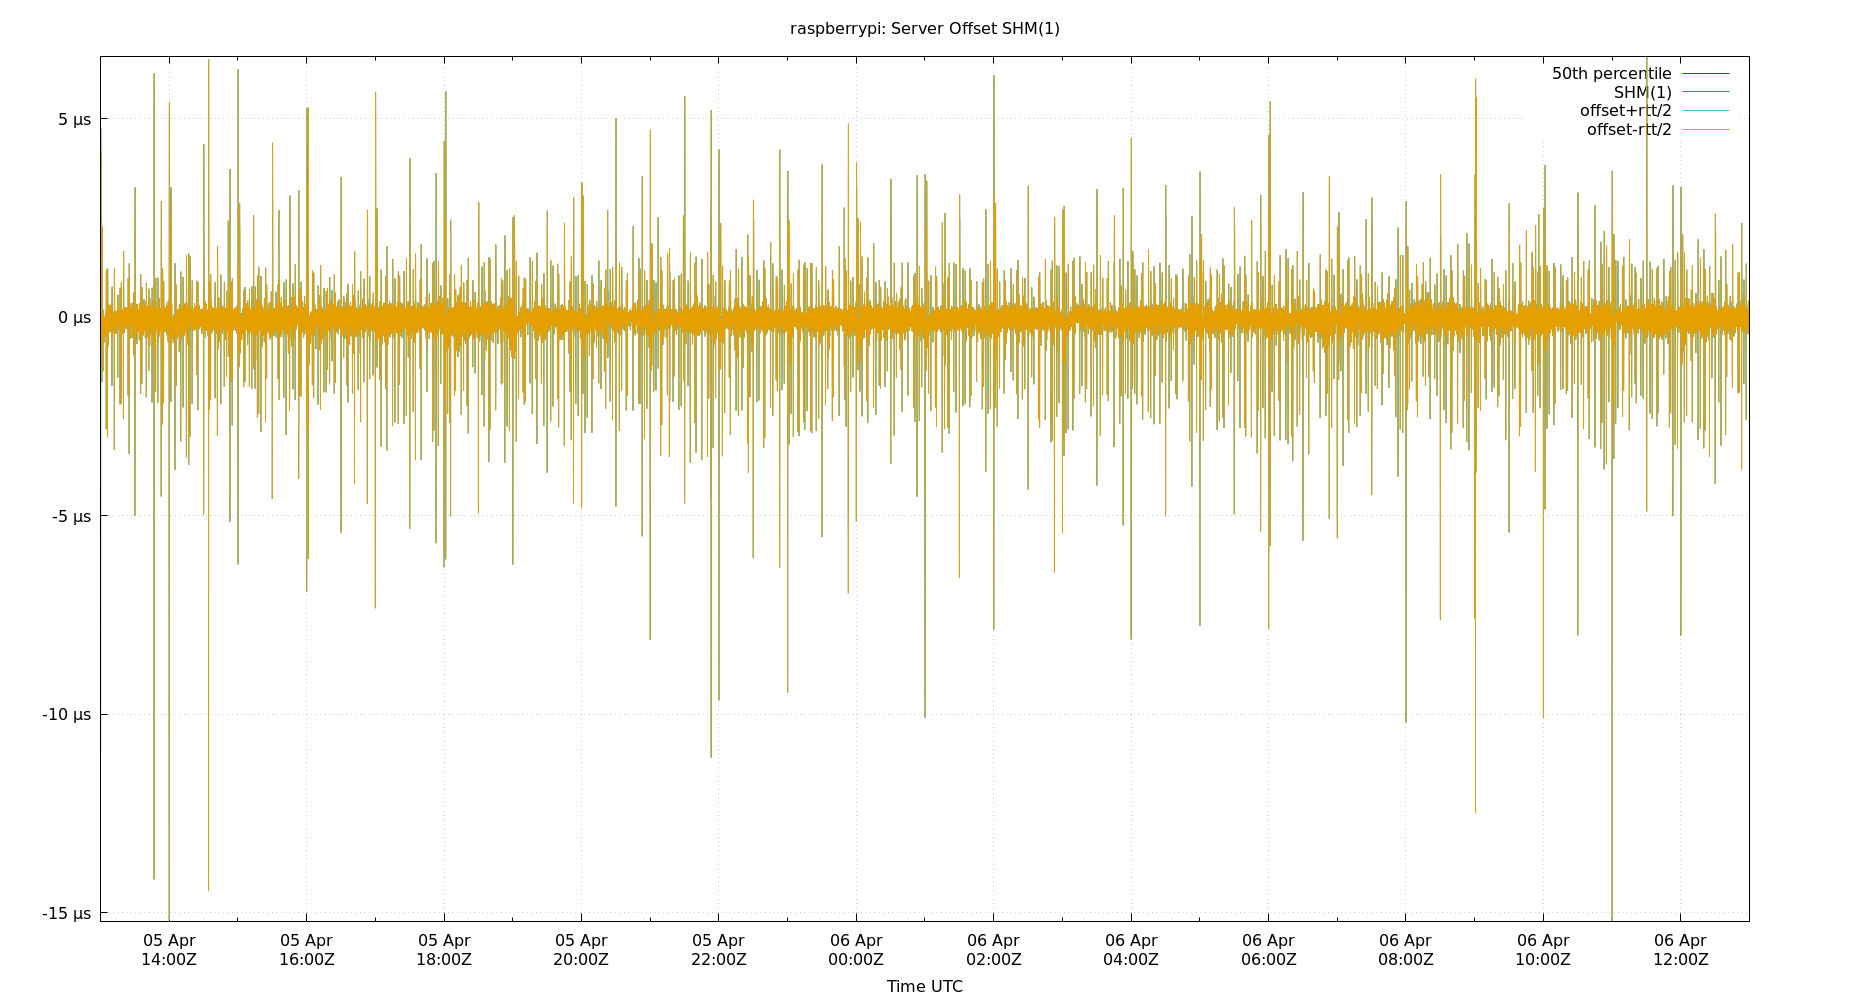 raspberrypi: Server Offset SHM(1)
50th percentile
SHM(1)
offset+rtt/2
offset-rtt/2
5 µs
0 µs
-5 µs
-10 µs
-15 µs
05 Apr 05 Apr 05 Apr 05 Apr 05 Apr 06 Apr 06 Apr 06 Apr 06 Apr 06 Apr 06 Apr 06 Apr
14:00Z 16:00Z 18:00Z 20:00Z 22:00Z 00:00Z 02:00Z 04:00Z 06:00Z 08:00Z 10:00Z 12:00Z
Time UTC